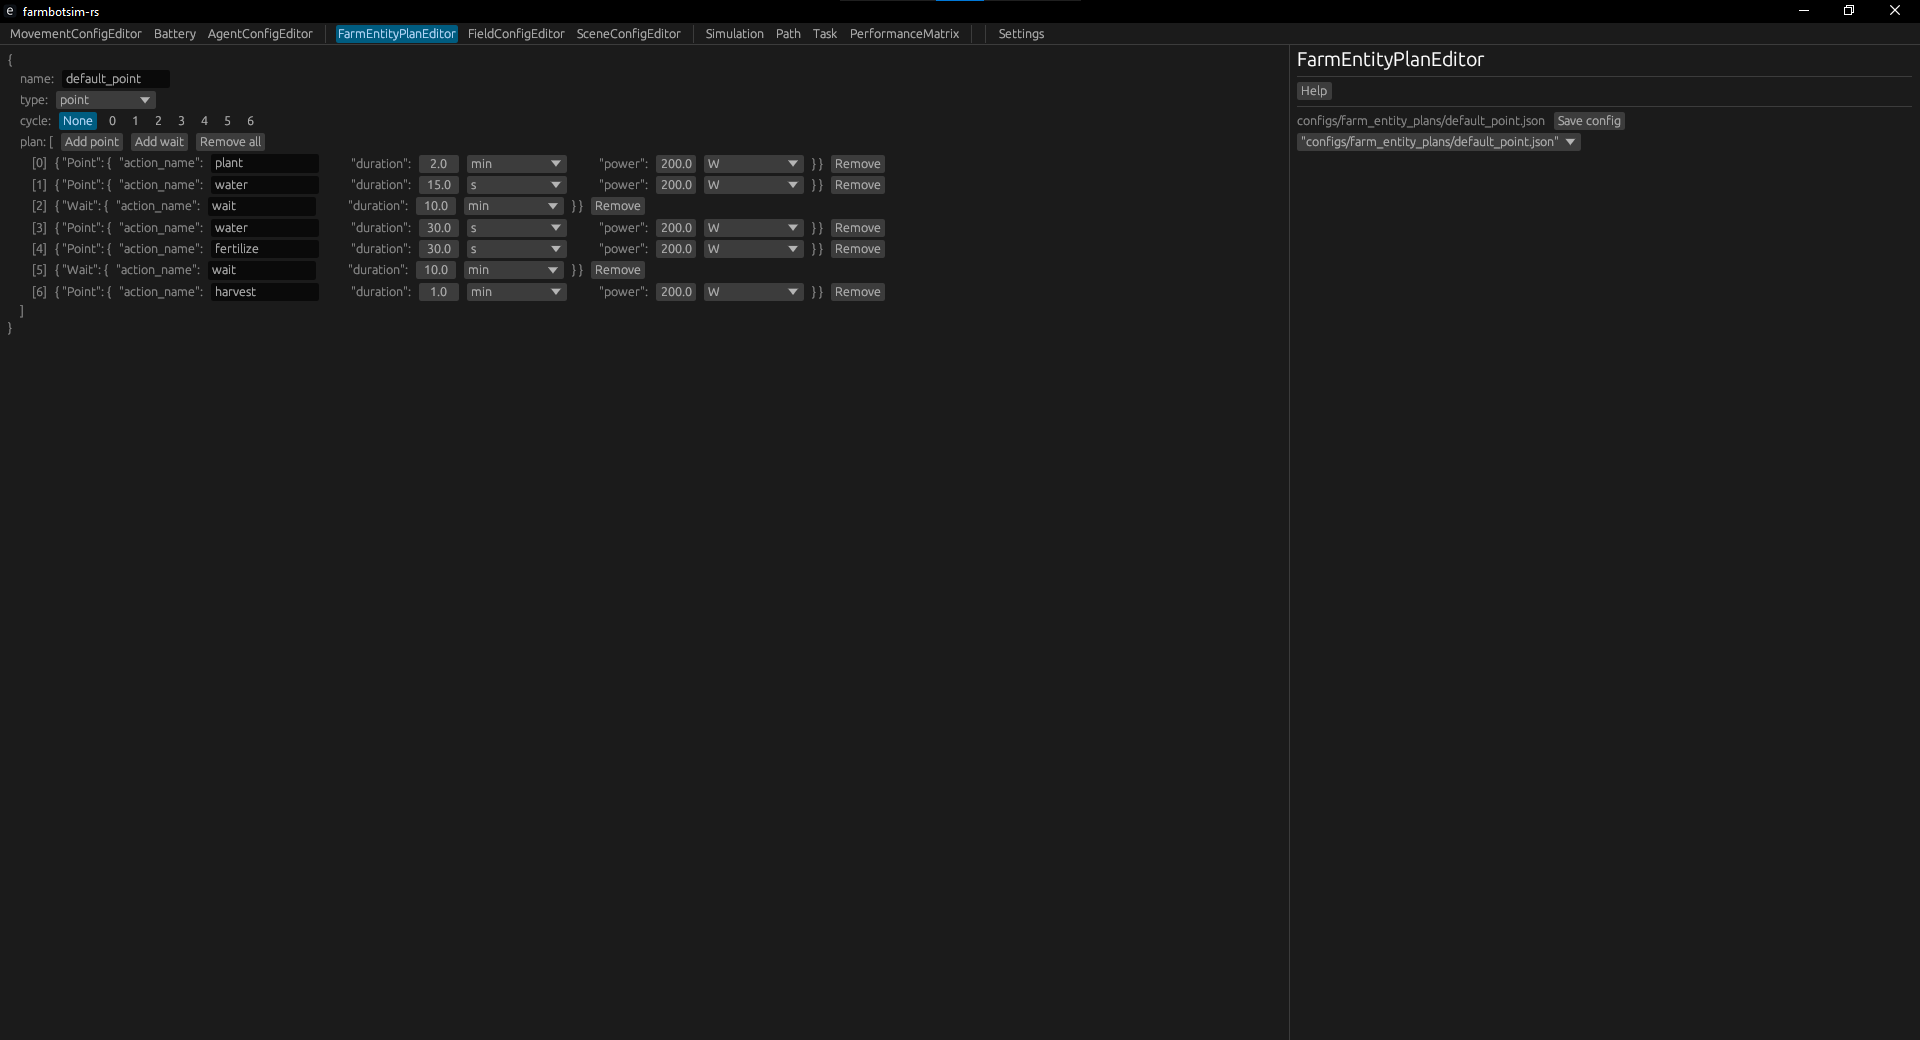 e farmbotsim-rs
MovementConfigEditor Battery AgentConfigEditor FarmEntityPlanEditor FieldConfigEditor SceneConfigEditor Simulation Path Task PerformanceMatrix Settings
{
name: default_point
type: point
cycle: None 0 1 2 3 4 5 6
plan: [ Add point Add wait Remove all
[0] { "Point": { "action_name": plant "duration": 2.0 min "power": 200.0 W }} Remove
[1] { "Point": { "action_name": water "duration": 15.0 s "power": 200.0 W }} Remove
[2] { "Wait": { "action_name": wait "duration": 10.0 min }} Remove
[3] { "Point": { "action_name": water "duration": 30.0 s "power": 200.0 W }} Remove
[4] { "Point": { "action_name": fertilize "duration": 30.0 s "power": 200.0 W }} Remove
[5] { "Wait": { "action_name": wait "duration": 10.0 min }} Remove
[6] { "Point": { "action_name": harvest "duration": 1.0 min "power": 200.0 W }} Remove
]
}
FarmEntityPlanEditor
Help
configs/farm_entity_plans/default_point.json Save config
"configs/farm_entity_plans/default_point.json"